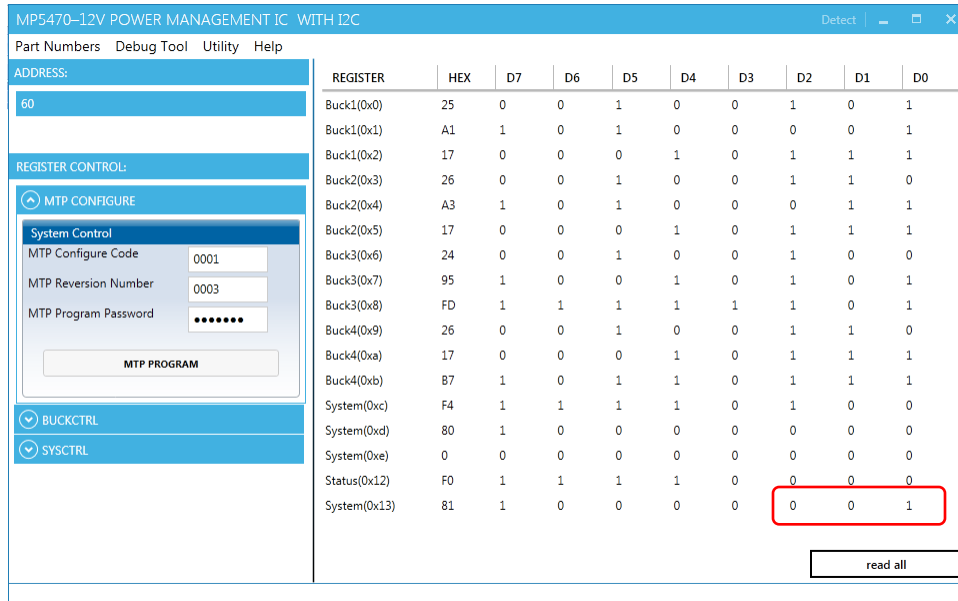 MP5470–12V POWER MANAGEMENT IC WITH I2C Detect
Part Numbers Debug Tool Utility Help
ADDRESS:
60
REGISTER CONTROL:
MTP CONFIGURE
System Control
MTP Configure Code 0001
MTP Reversion Number 0003
MTP Program Password •••••••
MTP PROGRAM
BUCKCTRL
SYSCTRL
REGISTER HEX D7 D6 D5 D4 D3 D2 D1 D0
Buck1(0x0) 25 0 0 1 0 0 1 0 1
Buck1(0x1) A1 1 0 1 0 0 0 0 1
Buck1(0x2) 17 0 0 0 1 0 1 1 1
Buck2(0x3) 26 0 0 1 0 0 1 1 0
Buck2(0x4) A3 1 0 1 0 0 0 1 1
Buck2(0x5) 17 0 0 0 1 0 1 1 1
Buck3(0x6) 24 0 0 1 0 0 1 0 0
Buck3(0x7) 95 1 0 0 1 0 1 0 1
Buck3(0x8) FD 1 1 1 1 1 1 0 1
Buck4(0x9) 26 0 0 1 0 0 1 1 0
Buck4(0xa) 17 0 0 0 1 0 1 1 1
Buck4(0xb) B7 1 0 1 1 0 1 1 1
System(0xc) F4 1 1 1 1 0 1 0 0
System(0xd) 80 1 0 0 0 0 0 0 0
System(0xe) 0 0 0 0 0 0 0 0 0
Status(0x12) F0 1 1 1 1 0 0 0 0
System(0x13) 81 1 0 0 0 0 0 0 1
read all